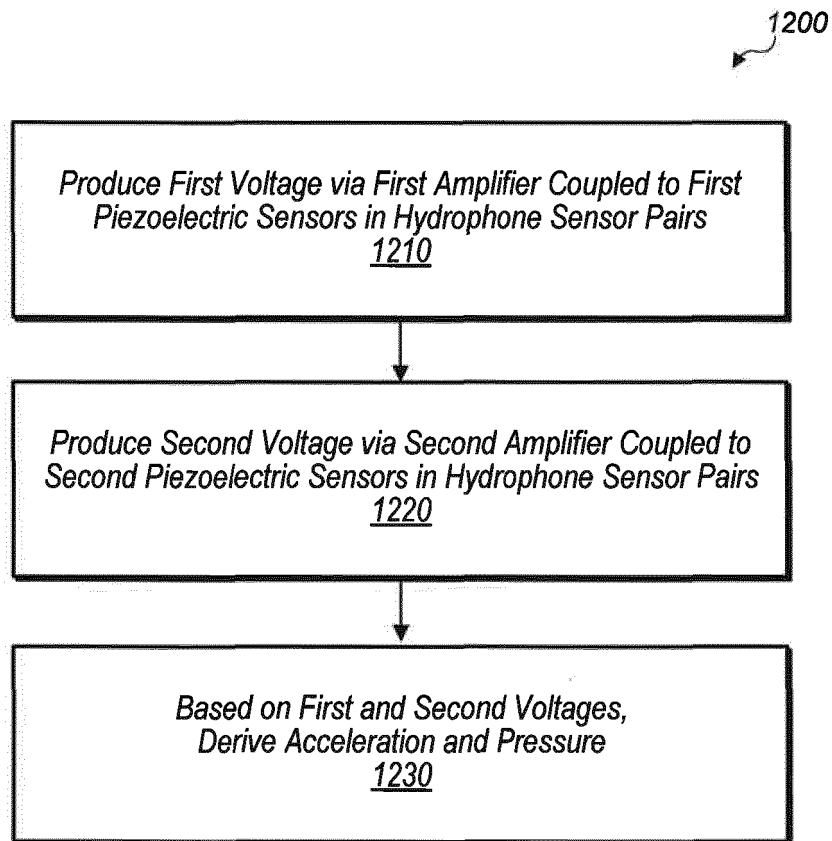 1200
Produce First Voltage via First Amplifier Coupled to First
Piezoelectric Sensors in Hydrophone Sensor Pairs
1210
Produce Second Voltage via Second Amplifier Coupled to
Second Piezoelectric Sensors in Hydrophone Sensor Pairs
1220
Based on First and Second Voltages,
Derive Acceleration and Pressure
1230